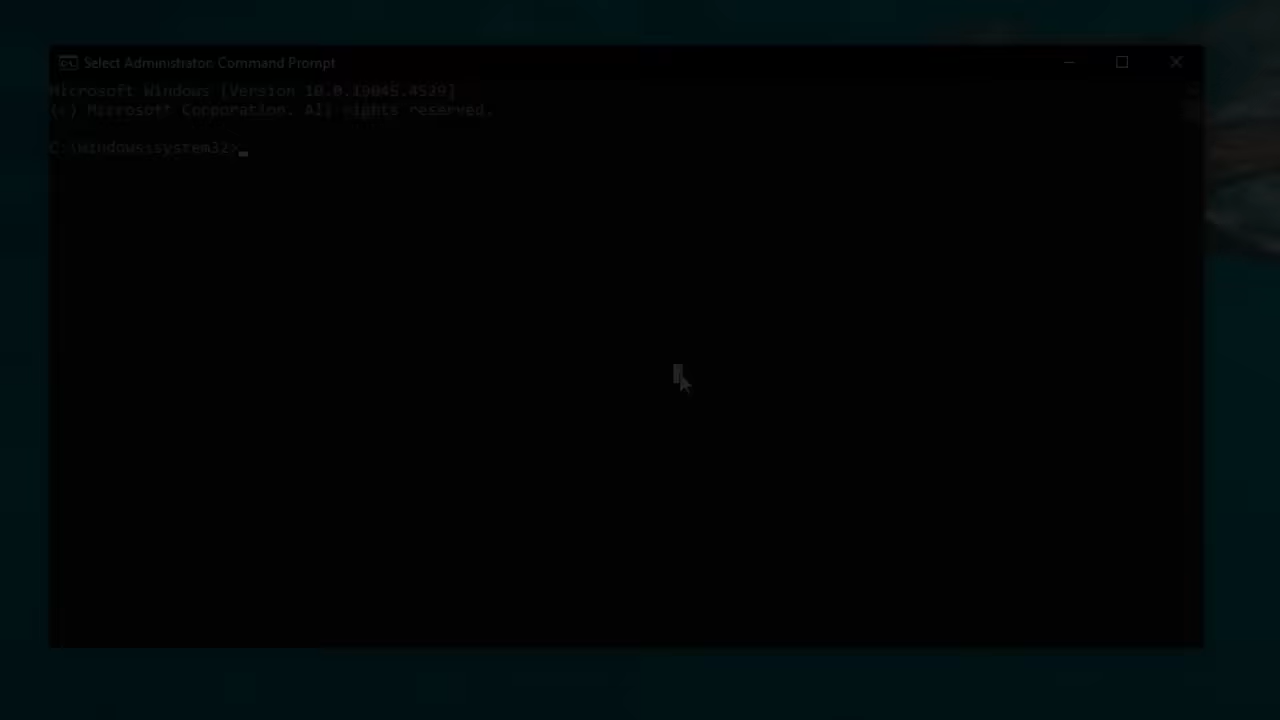 Select Administrator: Command Prompt
Microsoft Windows [Version 10.0.19045.4529]
(c) Microsoft Corporation. All rights reserved.
C:\Windows\system32>